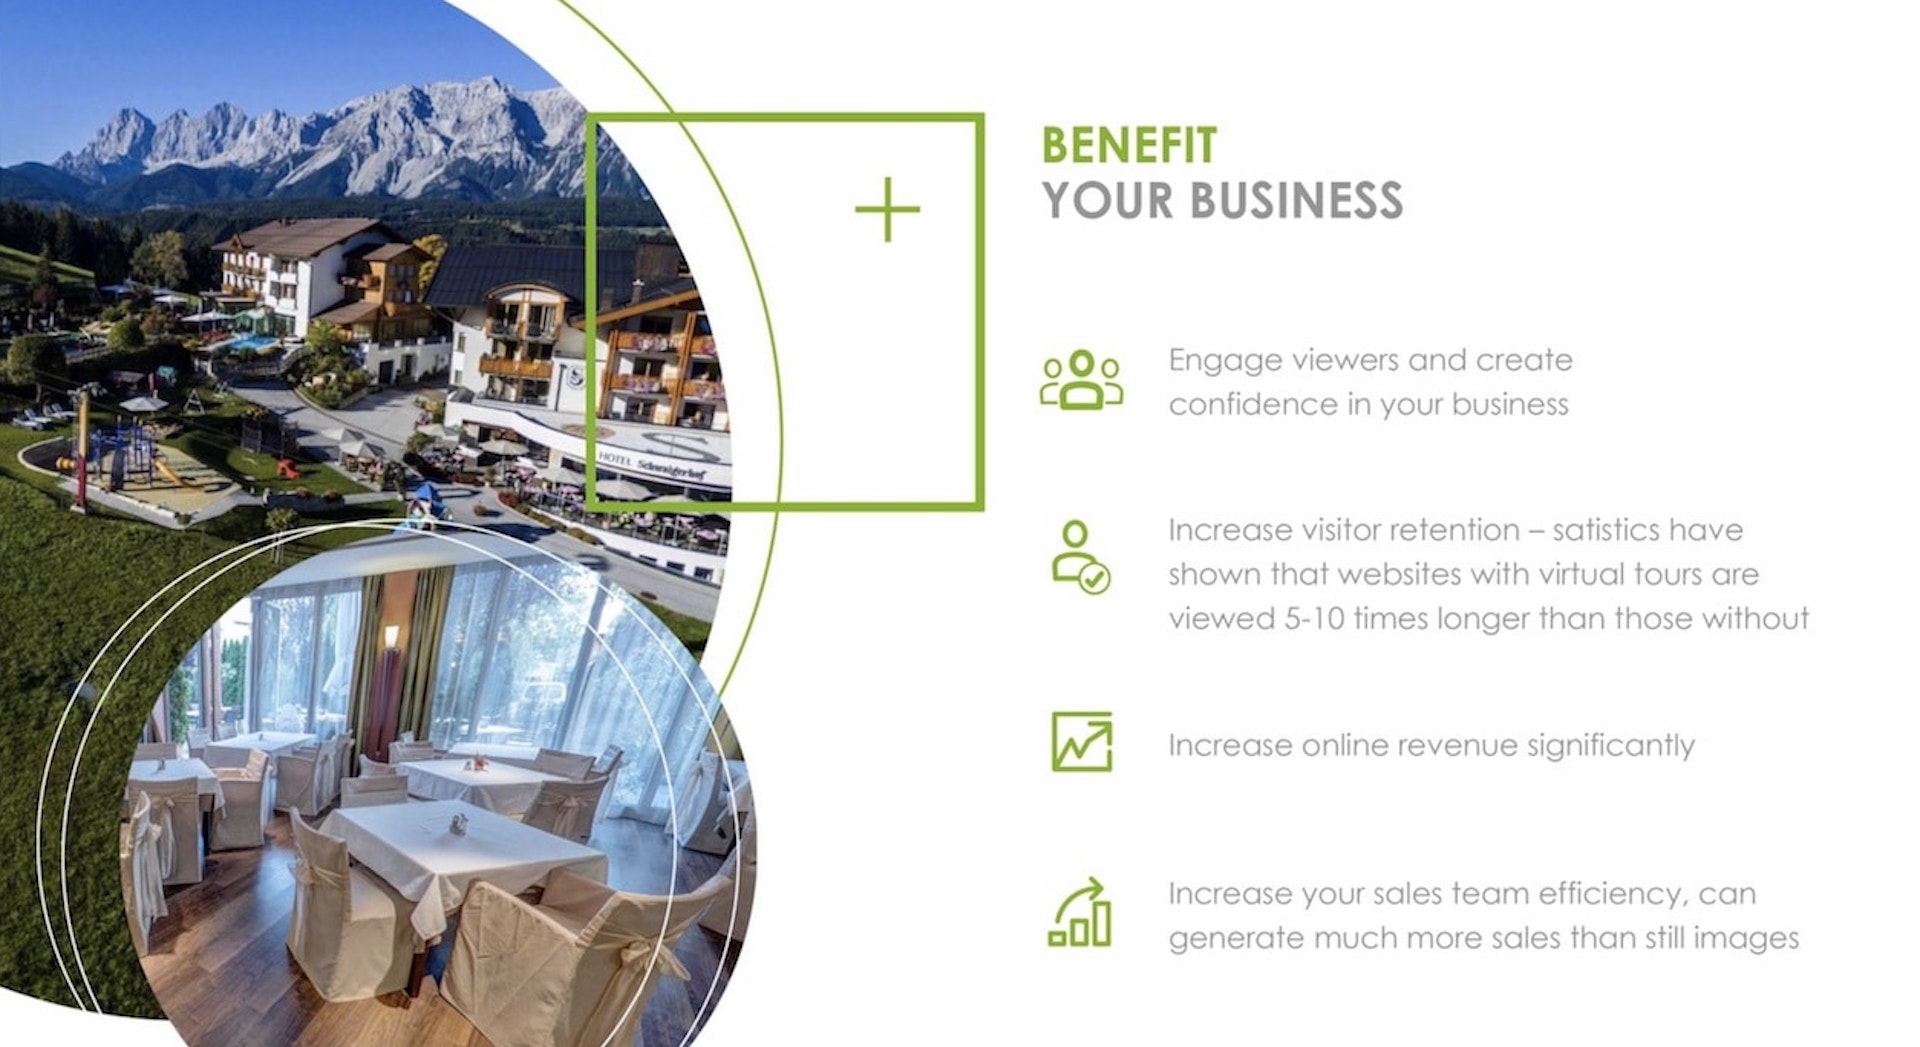 BENEFIT
YOUR BUSINESS
Engage viewers and create
confidence in your business
Increase visitor retention – satistics have
shown that websites with virtual tours are
viewed 5-10 times longer than those without
Increase online revenue significantly
Increase your sales team efficiency, can
generate much more sales than still images
S
S
HOTEL Schwaigerhof